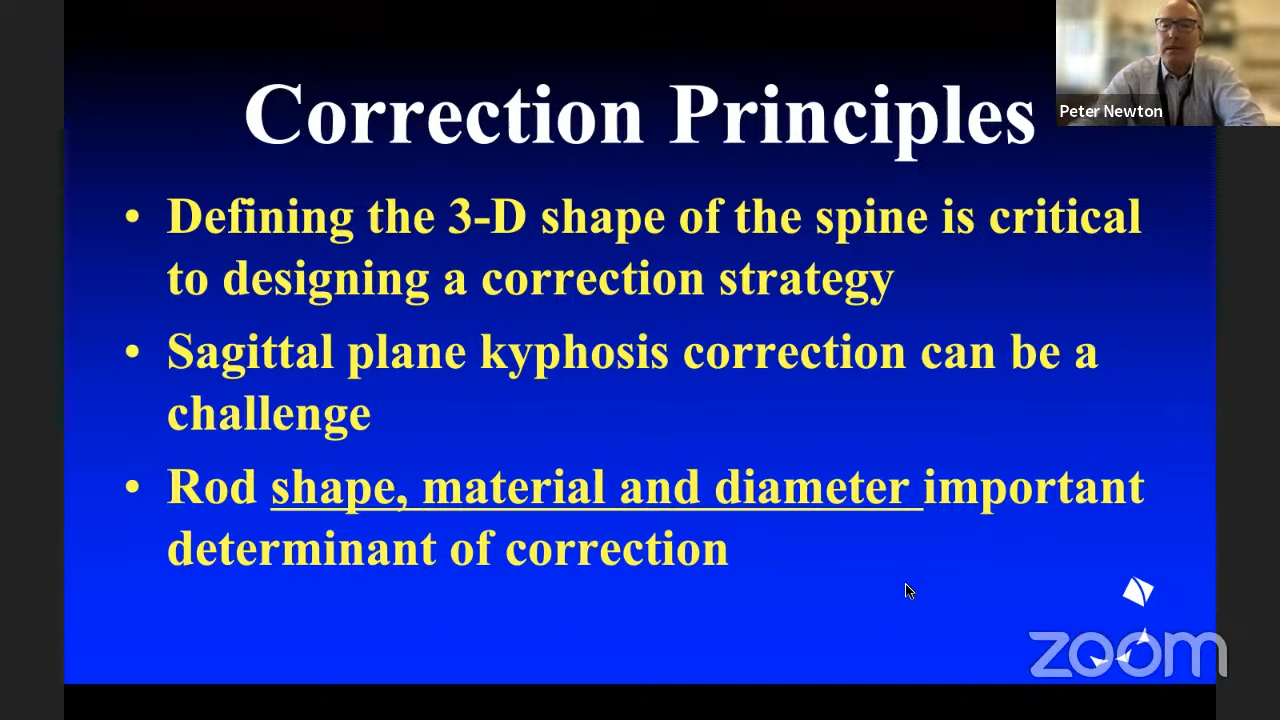 Correction Principles
Peter Newton
• Defining the 3-D shape of the spine is critical
to designing a correction strategy
• Sagittal plane kyphosis correction can be a
challenge
• Rod shape, material and diameter important
determinant of correction
zoom